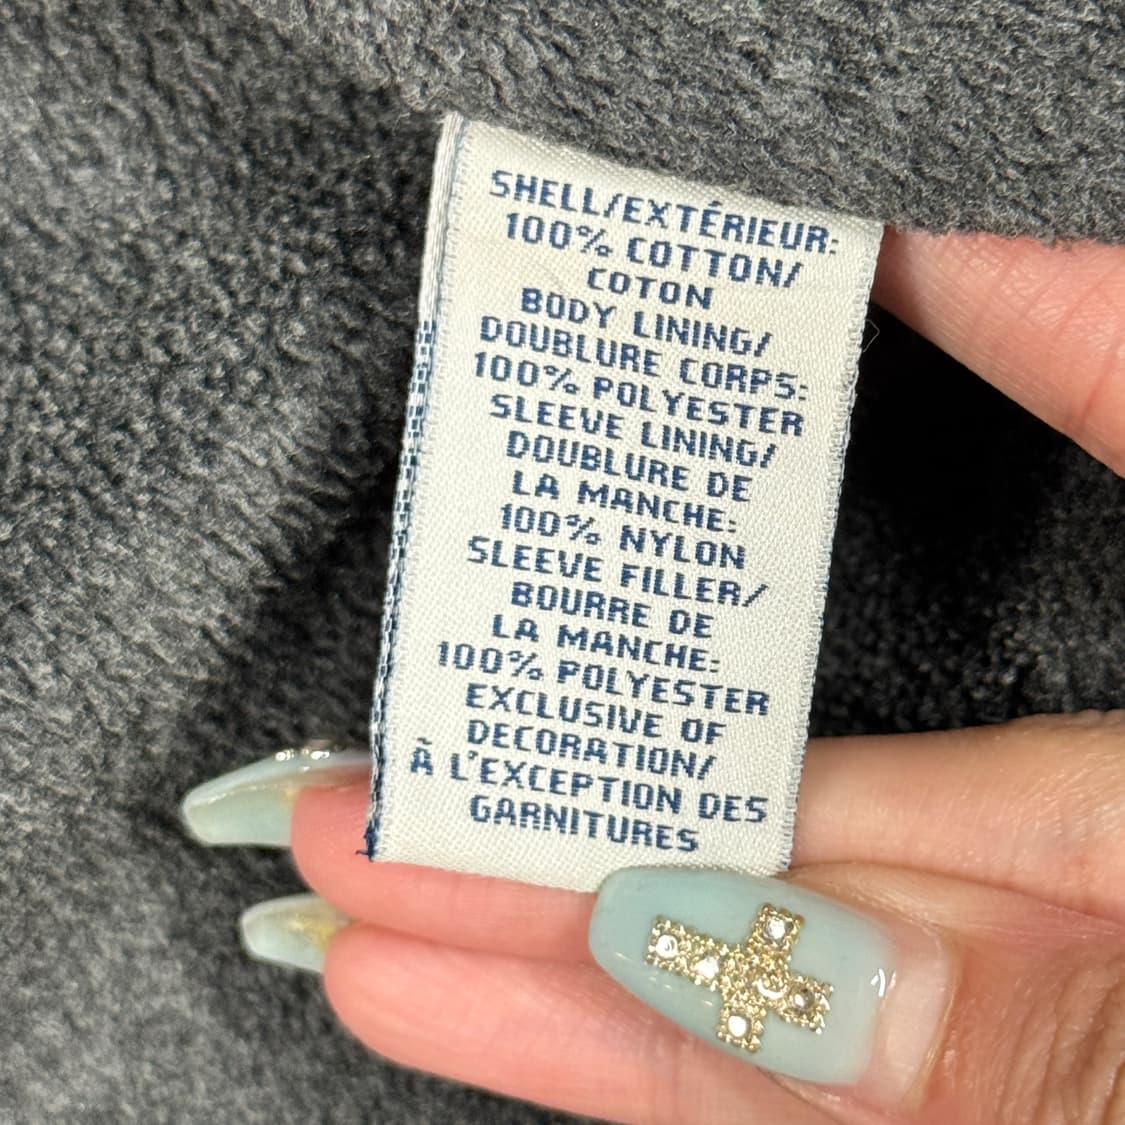 SHELL/EXTÉRIEUR:
100% COTTON/
COTON
BODY LINING/
DOUBLURE CORPS:
100% POLYESTER
SLEEVE LINING/
DOUBLURE DE
LA MANCHE:
100% NYLON
SLEEVE FILLER/
BOURRE DE
LA MANCHE:
100% POLYESTER
EXCLUSIVE OF
DECORATION/
Ã L'EXCEPTION DES
GARNITURES